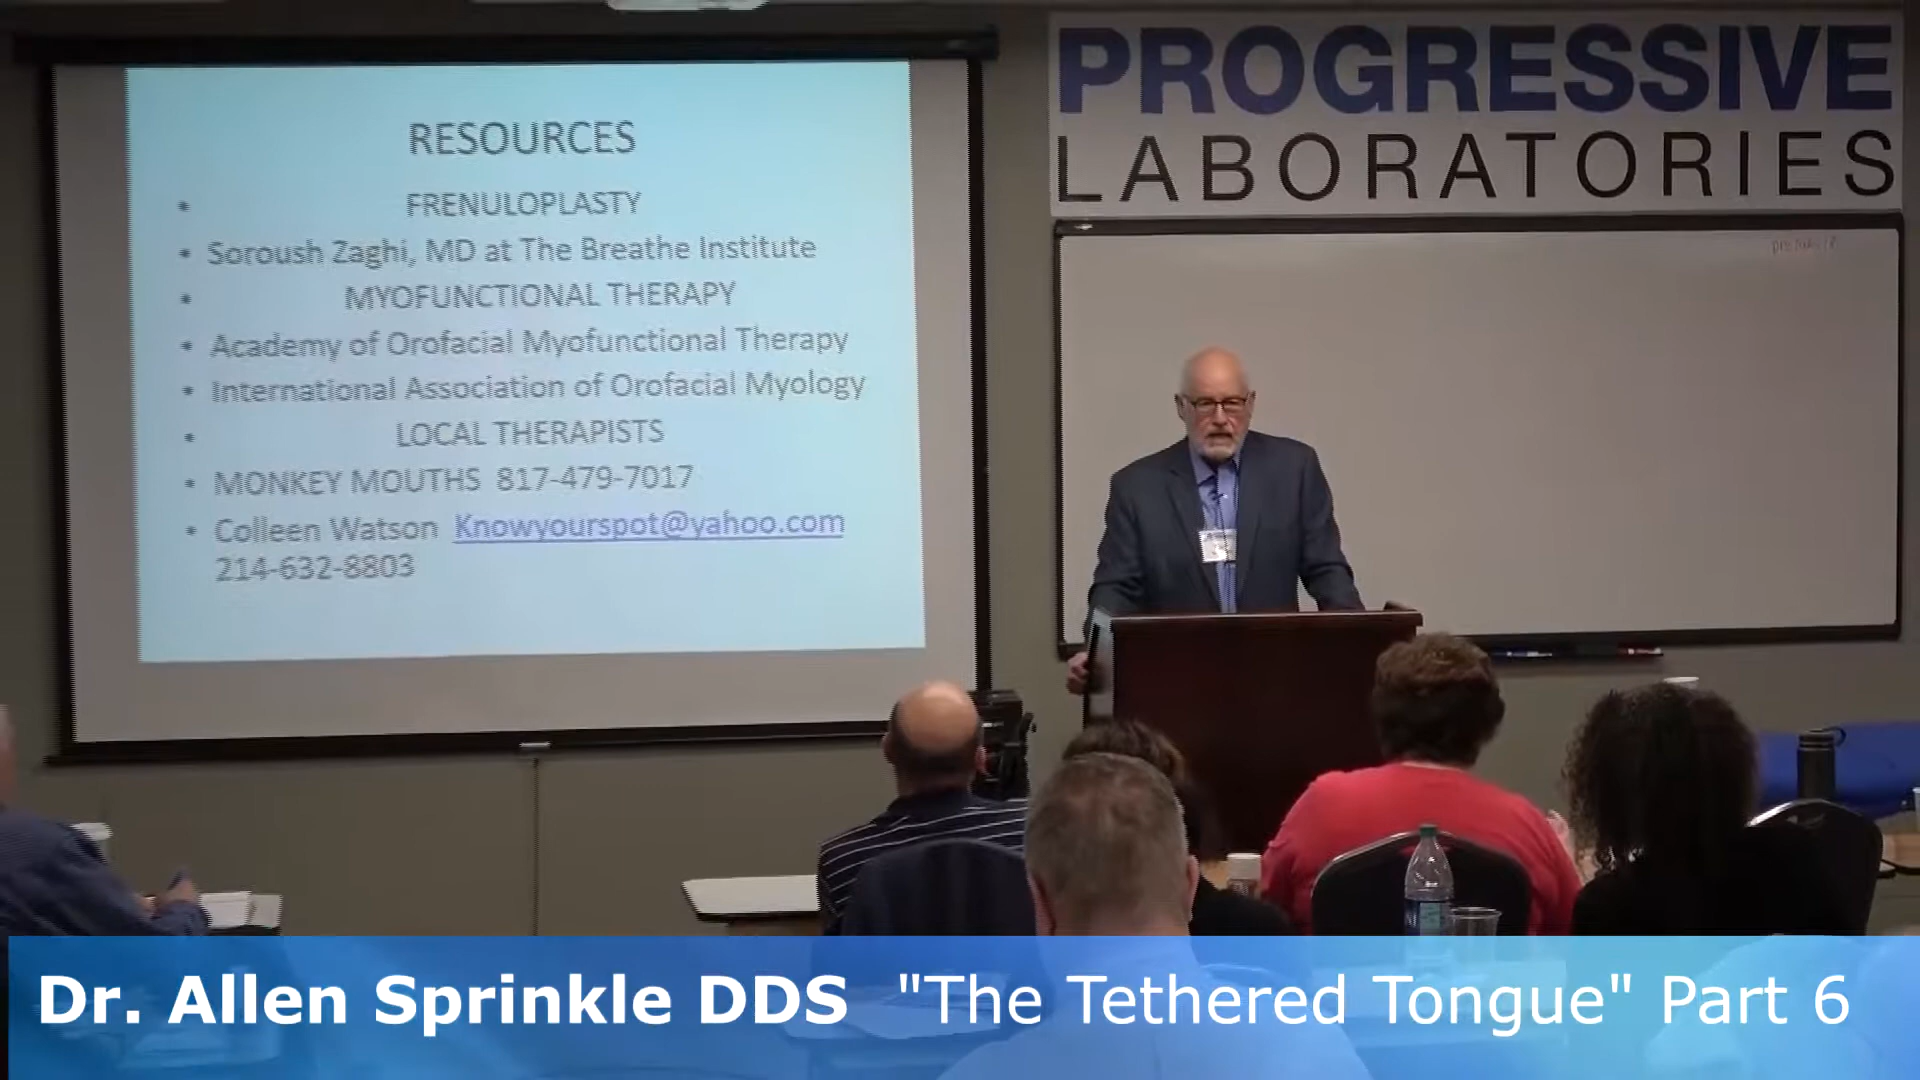 RESOURCES
• FRENULOPLASTY
• Soroush Zaghi, MD at The Breathe Institute
• MYOFUNCTIONAL THERAPY
• Academy of Orofacial Myofunctional Therapy
• International Association of Orofacial Myology
• LOCAL THERAPISTS
• MONKEY MOUTHS 817-479-7017
• Colleen Watson Knowyourspot@yahoo.com
214-632-8803
PROGRESSIVE
LABORATORIES
Dr. Allen Sprinkle DDS "The Tethered Tongue" Part 6